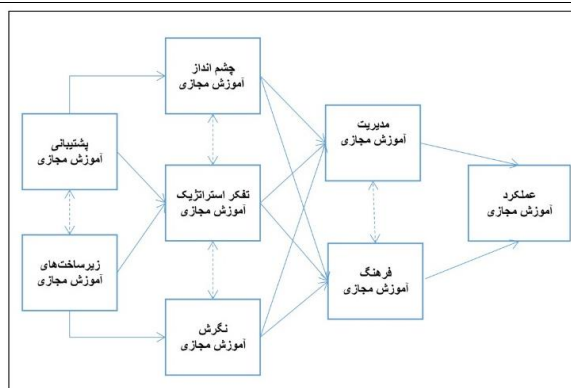 چشم انداز
آموزش مجازی
پشتیبانی
آموزش مجازی
مدیریت
آموزش مجازی
تفکر استراتژیک
آموزش مجازی
عملکرد
آموزش مجازی
زیرساخت‌های
آموزش مجازی
فرهنگ
آموزش مجازی
نگرش
آموزش مجازی